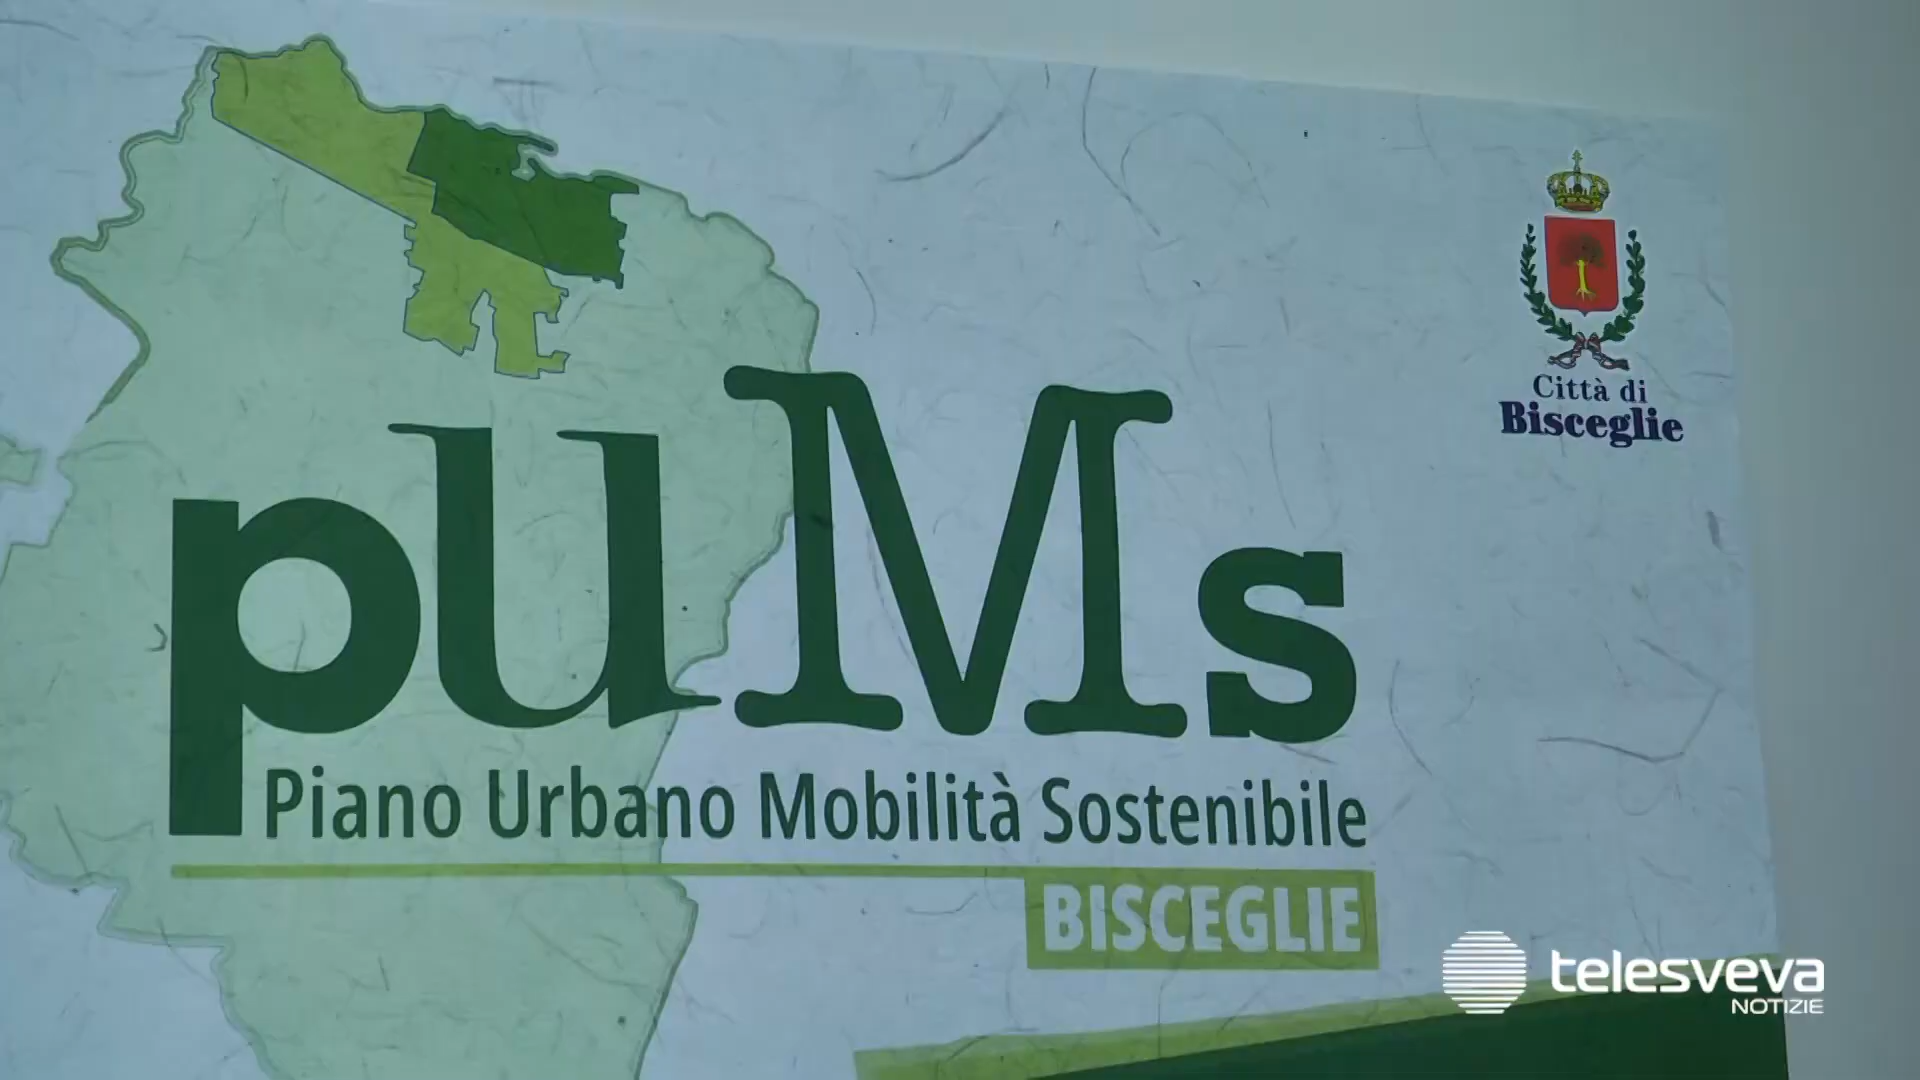 Città di
Bisceglie
puMs
Piano Urbano Mobilità Sostenibile
BISCEGLIE
telesveva
NOTIZIE